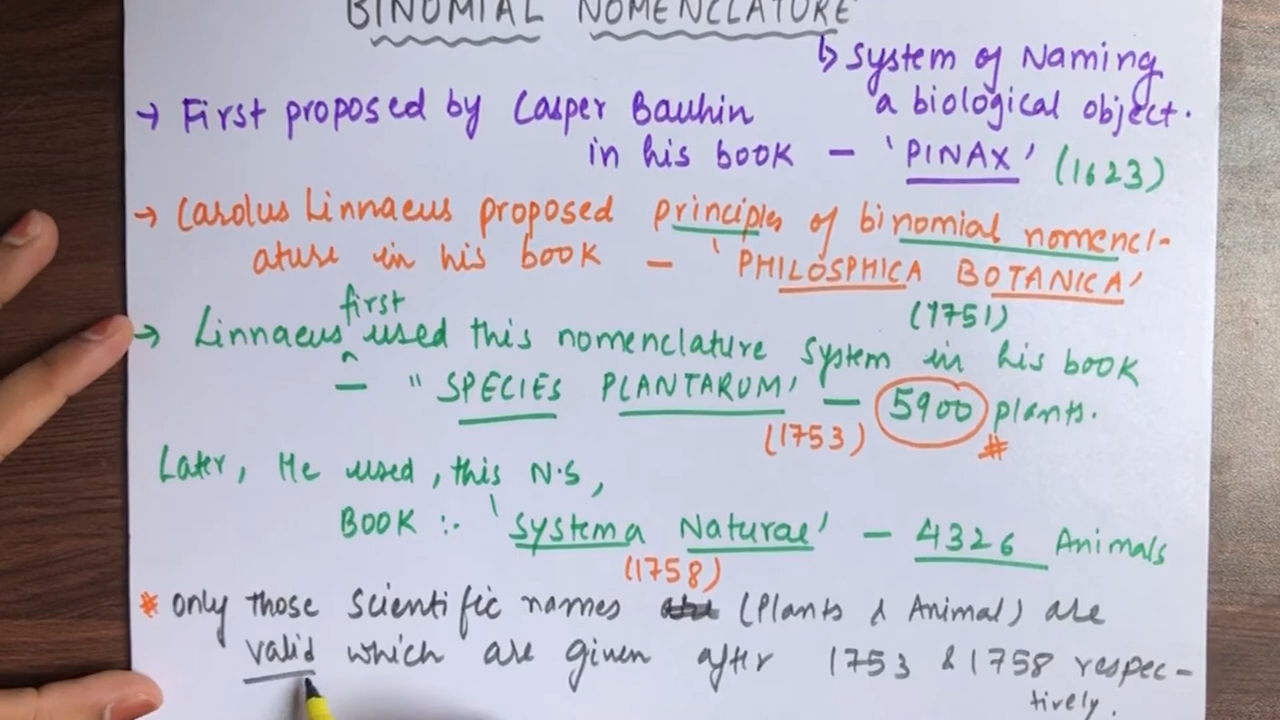 BINOMIAL NOMENCLATURE
↳ System of Naming
a biological object.
→ First proposed by Casper Bauhin
in his book — 'PINAX' (1623)
→ Carolus Linnaeus proposed principles of binomial nomencl-
ature in his book — 'PHILOSPHICA BOTANICA'
(1751)
→ Linnaeus ^first used this nomenclature system in his book
— "SPECIES PLANTARUM' — 5900 plants.
(1753) *
Later, He used, this N.S,
BOOK :- 'Systema Naturae' — 4326 Animals
(1758)
* only those scientific names (Plants & Animal) are
valid which are given after 1753 & 1758 respec-
tively.